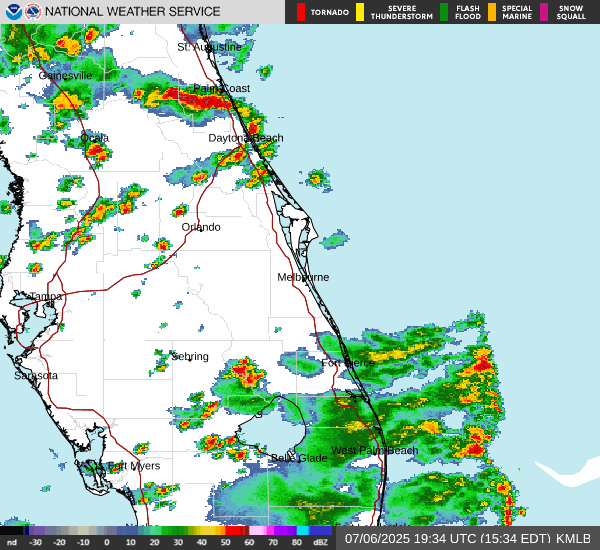 NATIONAL WEATHER SERVICE
TORNADO
SEVERE THUNDERSTORM
FLASH FLOOD
SPECIAL MARINE
SNOW SQUALL
St. Augustine
Gainesville
Palm Coast
Ocala
Daytona Beach
Orlando
Melbourne
Tampa
Sebring
Fort Pierce
Sarasota
West Palm Beach
Belle Glade
Fort Myers
nd -30 -20 -10 0 10 20 30 40 50 60 70 80 dBZ
07/06/2025 19:34 UTC (15:34 EDT) KMLB